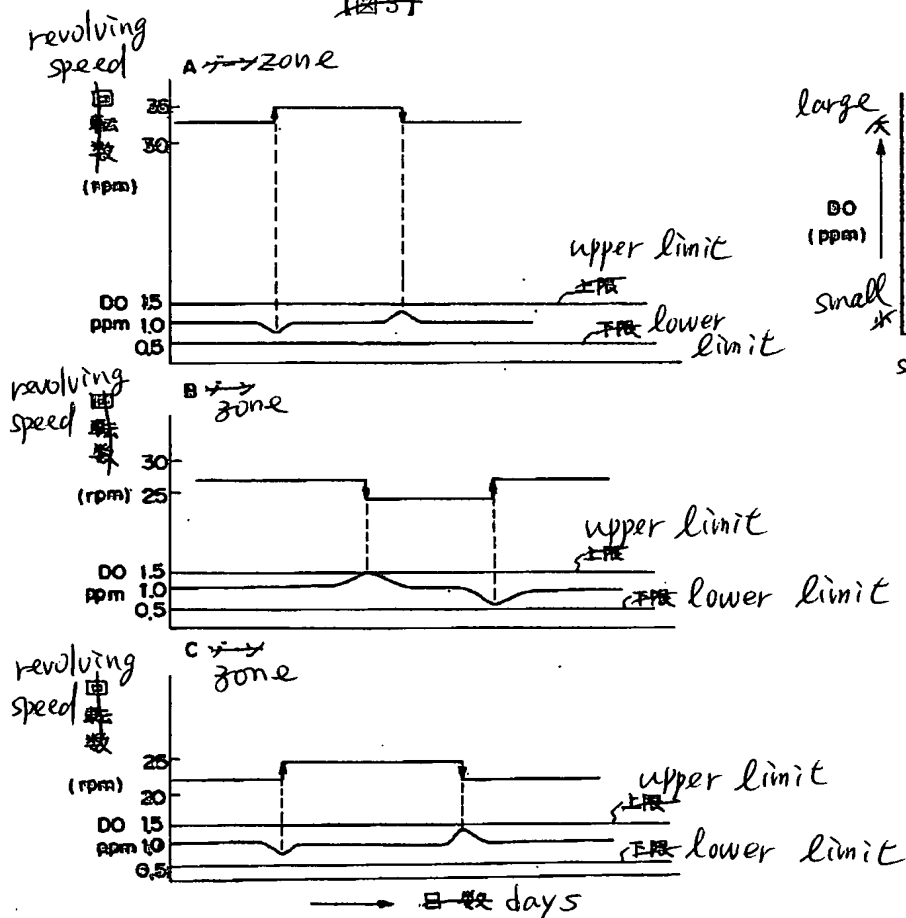 【図3】
revolving
speed
回転数
(rpm)
A ゾーン zone
35
30
DO 1.5
ppm 1.0
0.5
upper limit
上限
下限 lower
limit
large
大
DO
(ppm)
small
小
s
revolving
speed
回転数
(rpm)
B ゾーン
zone
30
25
DO 1.5
ppm 1.0
0.5
upper limit
上限
下限 lower limit
revolving
speed
回転数
(rpm)
C ゾーン
zone
25
20
DO 1.5
ppm 1.0
0.5
upper limit
上限
下限 lower limit
日数 days